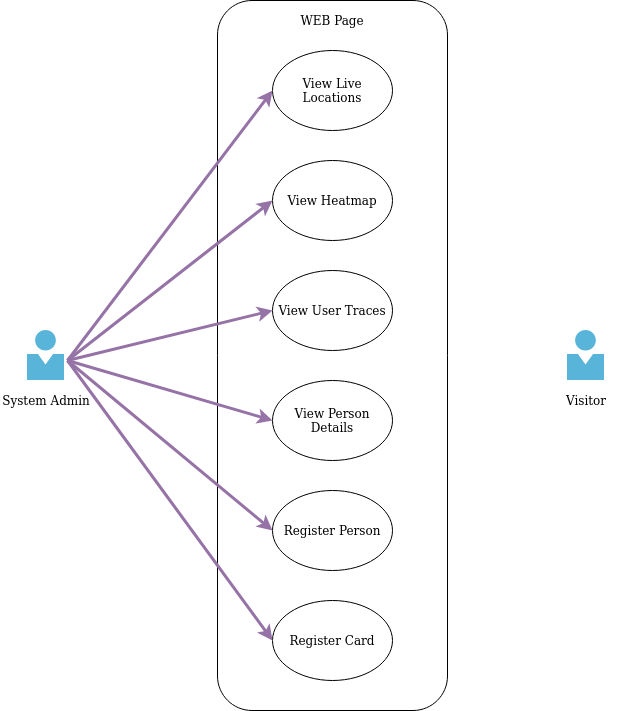 WEB Page
View Live
Locations
View Heatmap
View User Traces
System Admin
Visitor
View Person
Details
Register Person
Register Card